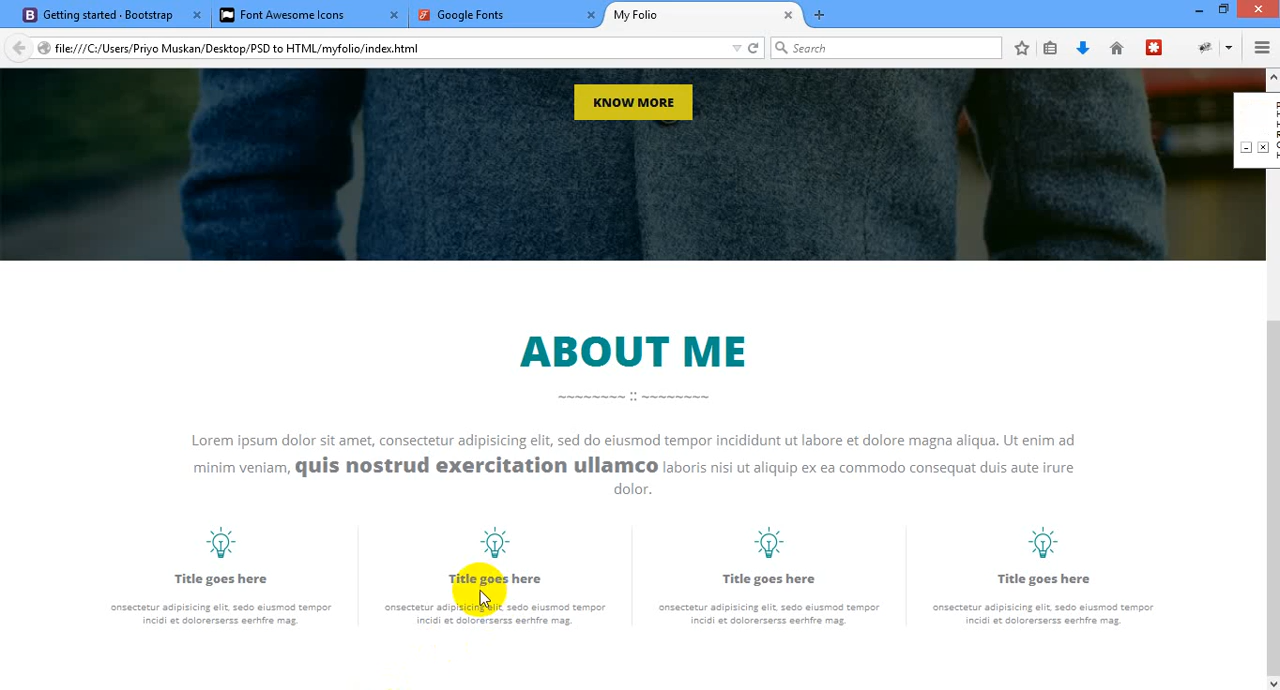 Getting started · Bootstrap
Font Awesome Icons
Google Fonts
My Folio
file:///C:/Users/Priyo Muskan/Desktop/PSD to HTML/myfolio/index.html
Search
KNOW MORE
ABOUT ME
~~~~~~~~ :: ~~~~~~~~
Lorem ipsum dolor sit amet, consectetur adipisicing elit, sed do eiusmod tempor incididunt ut labore et dolore magna aliqua. Ut enim ad
minim veniam, quis nostrud exercitation ullamco laboris nisi ut aliquip ex ea commodo consequat duis aute irure
dolor.
Title goes here
onsectetur adipisicing elit, sedo eiusmod tempor
incidi et dolorerserss eerhfre mag.
Title goes here
onsectetur adipisicing elit, sedo eiusmod tempor
incidi et dolorerserss eerhfre mag.
Title goes here
onsectetur adipisicing elit, sedo eiusmod tempor
incidi et dolorerserss eerhfre mag.
Title goes here
onsectetur adipisicing elit, sedo eiusmod tempor
incidi et dolorerserss eerhfre mag.